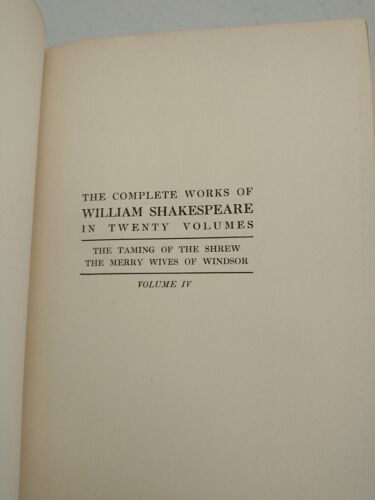 THE COMPLETE WORKS OF
WILLIAM SHAKESPEARE
IN TWENTY VOLUMES
THE TAMING OF THE SHREW
THE MERRY WIVES OF WINDSOR
VOLUME IV